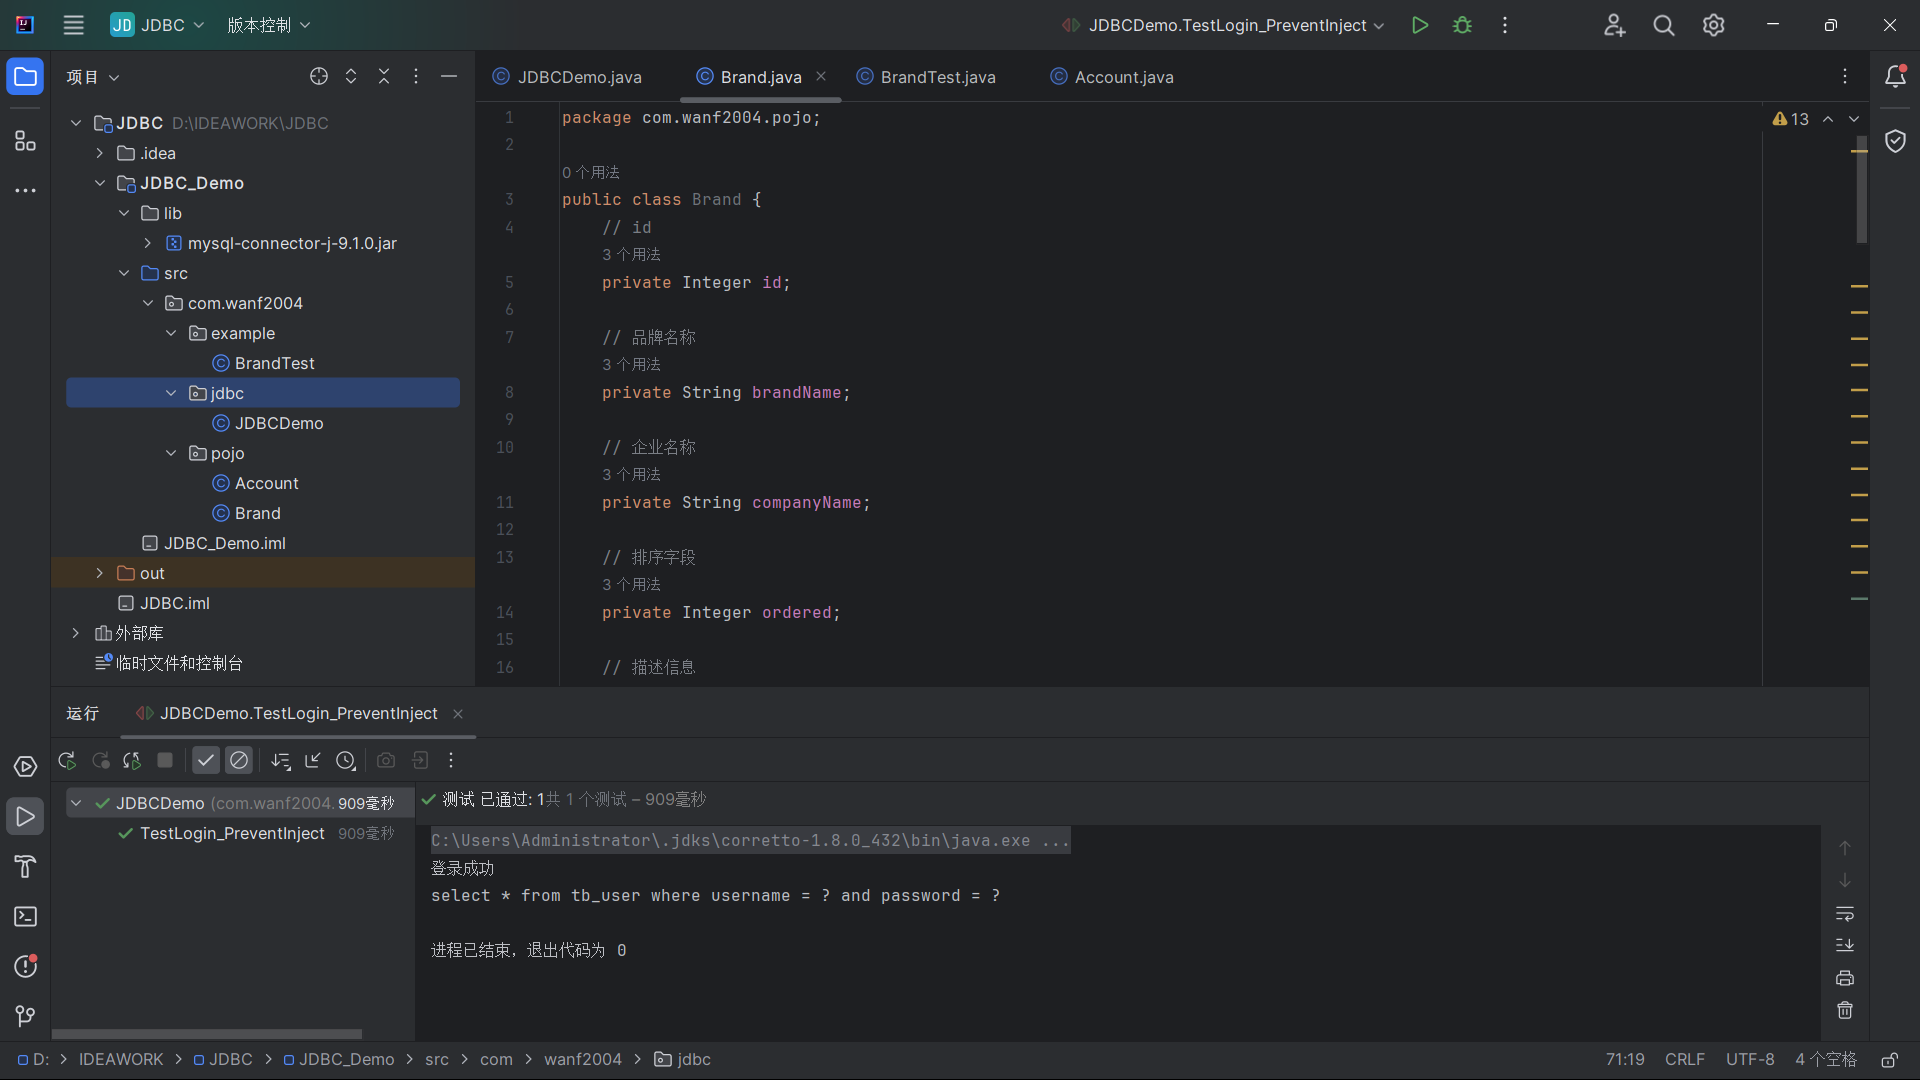 JD JDBC 版本控制 JDBCDemo.TestLogin_PreventInject
项目
JDBCDemo.java Brand.java BrandTest.java Account.java
JDBC D:\IDEAWORK\JDBC
.idea
JDBC_Demo
lib
mysql-connector-j-9.1.0.jar
src
com.wanf2004
example
BrandTest
jdbc
JDBCDemo
pojo
Account
Brand
JDBC_Demo.iml
out
JDBC.iml
外部库
临时文件和控制台
13
1 package com.wanf2004.pojo;
2
0 个用法
3 public class Brand {
4 // id
3 个用法
5 private Integer id;
6
7 // 品牌名称
3 个用法
8 private String brandName;
9
10 // 企业名称
3 个用法
11 private String companyName;
12
13 // 排序字段
3 个用法
14 private Integer ordered;
15
16 // 描述信息
运行 JDBCDemo.TestLogin_PreventInject
JDBCDemo (com.wanf2004. 909毫秒
TestLogin_PreventInject 909毫秒
测试 已通过: 1共 1 个测试 – 909毫秒
C:\Users\Administrator\.jdks\corretto-1.8.0_432\bin\java.exe ...
登录成功
select * from tb_user where username = ? and password = ?
进程已结束，退出代码为 0
D: IDEAWORK JDBC JDBC_Demo src com wanf2004 jdbc
71:19 CRLF UTF-8 4 个空格